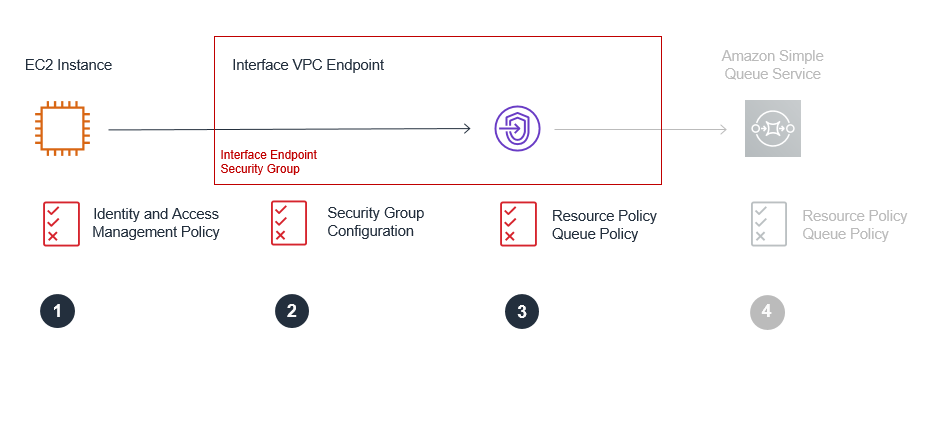 EC2 Instance
Interface VPC Endpoint
Amazon Simple
Queue Service
Interface Endpoint
Security Group
Identity and Access
Management Policy
Security Group
Configuration
Resource Policy
Queue Policy
Resource Policy
Queue Policy
1
2
3
4